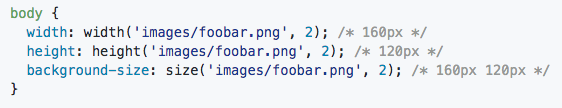 body {
  width: width('images/foobar.png', 2); /* 160px */
  height: height('images/foobar.png', 2); /* 120px */
  background-size: size('images/foobar.png', 2); /* 160px 120px */
}